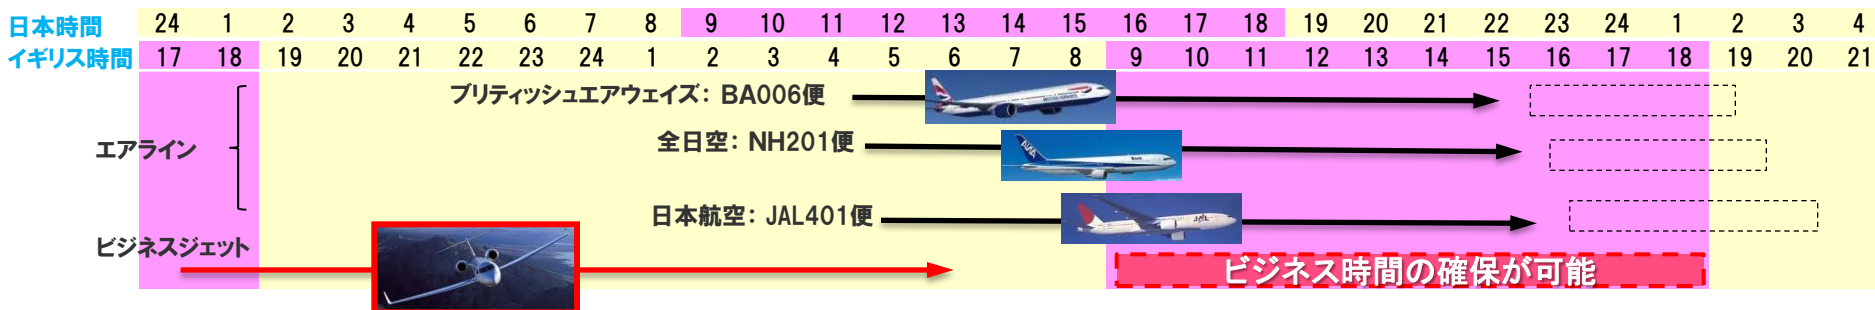 日本時間 24 1 2 3 4 5 6 7 8 9 10 11 12 13 14 15 16 17 18 19 20 21 22 23 24 1 2 3 4
イギリス時間 17 18 19 20 21 22 23 24 1 2 3 4 5 6 7 8 9 10 11 12 13 14 15 16 17 18 19 20 21
ブリティッシュエアウェイズ： BA006便
エアライン
全日空： NH201便
日本航空： JAL401便
ビジネスジェット
ビジネス時間の確保が可能